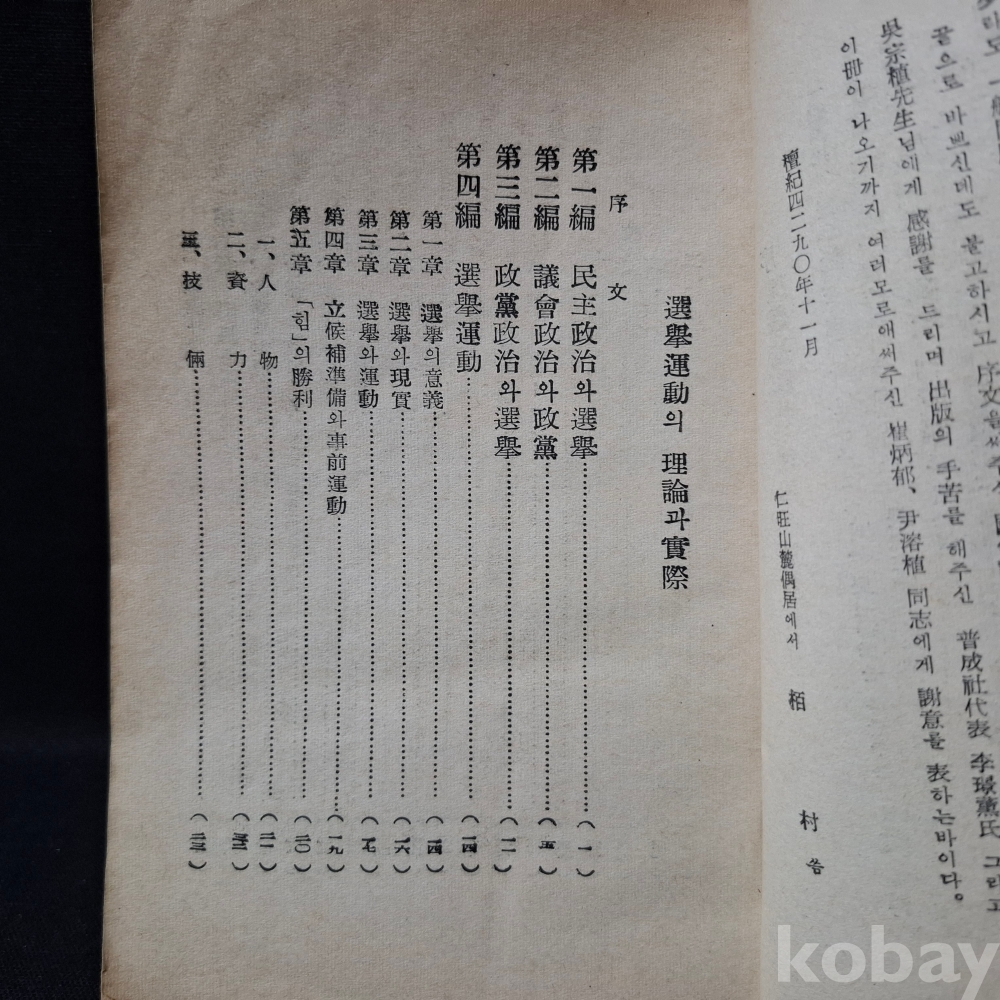 끝으로 바쁘신데도 불고하시고 序文을
吳宗植先生님에게 感謝를 드리며 出版의 手苦를 해주신 普成社代表 李璟薰氏 그리고
이册이 나오기까지 여러모로애써주신 崔炳郁、尹溶植 同志에게 謝意를 表하는바이다。
檀紀四二九〇年十一月
仁旺山麓偶居에서 栢 村 씀
選擧運動의 理論과 實際
序 文
第一編 民主政治와 選擧 (一)
第二編 議會政治와 政黨 (五)
第三編 政黨政治와 選擧 (一一)
第四編 選擧運動 (一四)
第一章 選擧의意義 (一四)
第二章 選擧와現實 (一六)
第三章 選擧와運動 (一七)
第四章 立候補準備와事前運動 (一九)
第五章 「힘」의勝利 (二〇)
一、人 物 (二一)
二、資 力
三、技 倆 (二三)
kobay